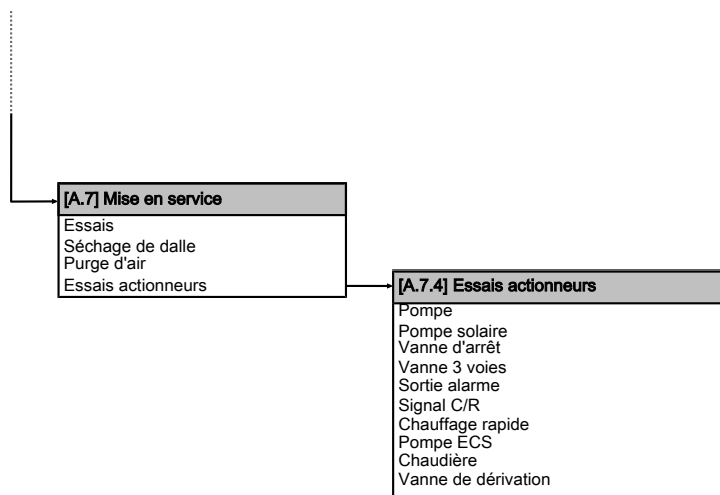 [A.7] Mise en service
Essais
Séchage de dalle
Purge d'air
Essais actionneurs
[A.7.4] Essais actionneurs
Pompe
Pompe solaire
Vanne d'arrêt
Vanne 3 voies
Sortie alarme
Signal C/R
Chauffage rapide
Pompe ECS
Chaudière
Vanne de dérivation